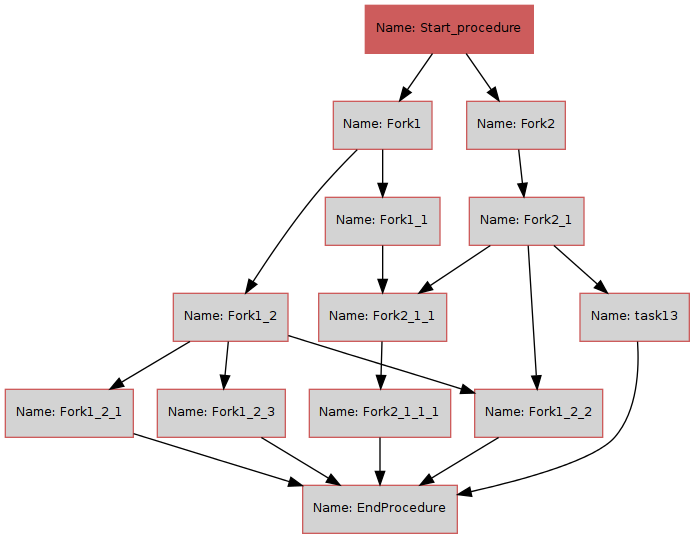 Name: Start_procedure
Name: Fork1
Name: Fork2
Name: Fork1_1
Name: Fork2_1
Name: Fork1_2
Name: Fork2_1_1
Name: task13
Name: Fork1_2_1
Name: Fork1_2_3
Name: Fork2_1_1_1
Name: Fork1_2_2
Name: EndProcedure